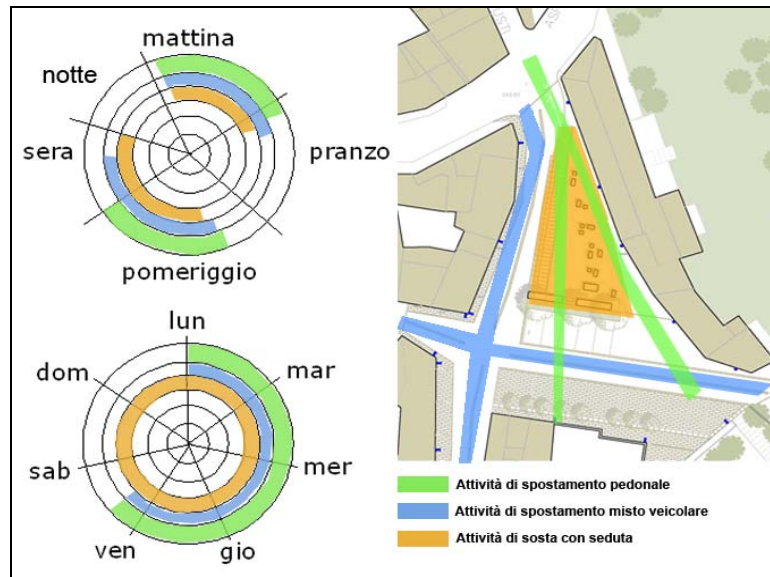 mattina
notte
sera
pranzo
pomeriggio
lun
dom
mar
sab
mer
ven
gio
Attività di spostamento pedonale
Attività di spostamento misto veicolare
Attività di sosta con seduta